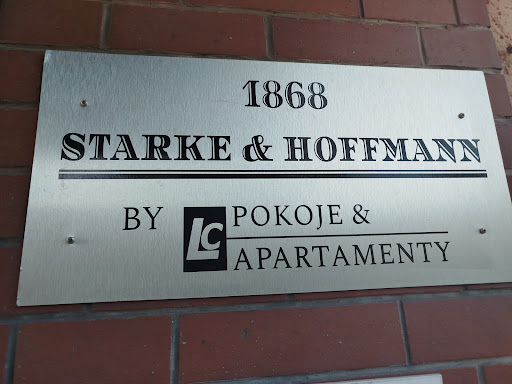 1868
STARKE & HOFFMANN
BY LC POKOJE &
APARTAMENTY